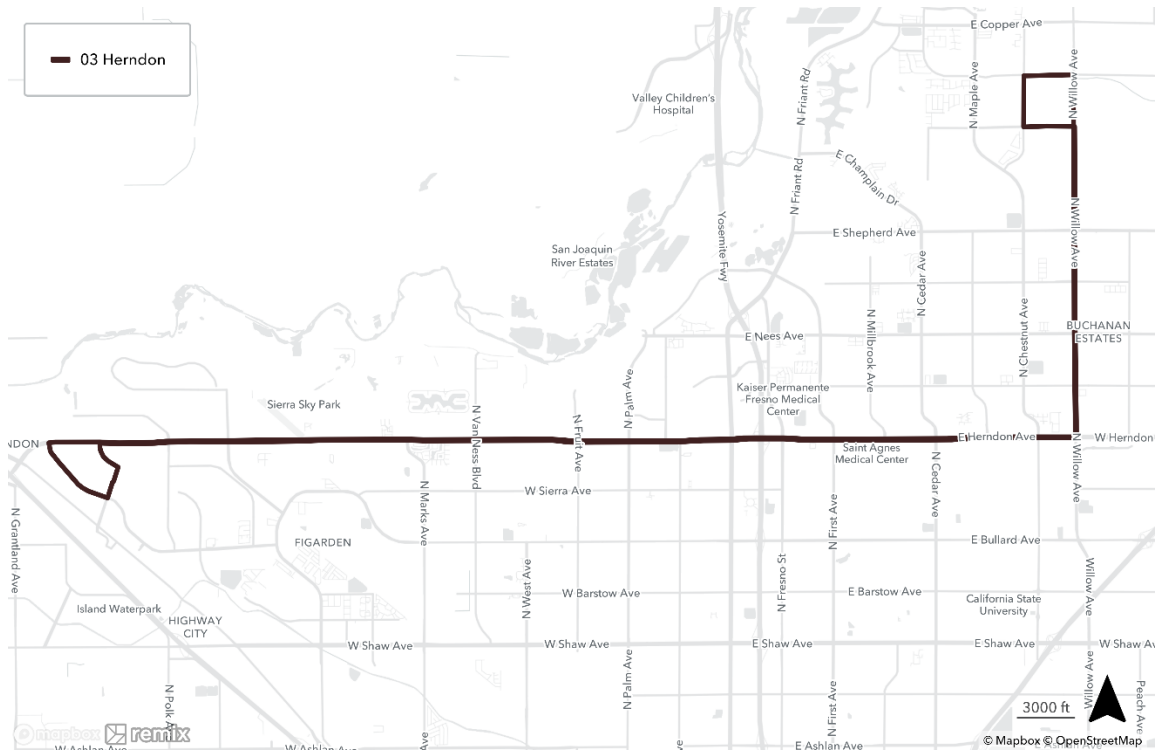 03 Herndon
E Copper Ave
N Willow Ave
N Maple Ave
N Friant Rd
Valley Children's
Hospital
E Champlain Dr
N Friant Rd
N Willow Ave
E Shepherd Ave
Yosemite Fwy
San Joaquin
River Estates
N Cedar Ave
N Chestnut Ave
BUCHANAN
ESTATES
E Nees Ave
N Millbrook Ave
N Palm Ave
Kaiser Permanente
Fresno Medical
Center
Sierra Sky Park
N Van Ness Blvd
N Fruit Ave
NDON
E Herndon Ave
W Herndon
Saint Agnes
Medical Center
N Willow Ave
N Cedar Ave
W Sierra Ave
N Marks Ave
N First Ave
N Grantland Ave
FIGARDEN
E Bullard Ave
N West Ave
N Fresno St
Willow Ave
W Barstow Ave
E Barstow Ave
California State
University
Island Waterpark
HIGHWAY
CITY
W Shaw Ave
W Shaw Ave
E Shaw Ave
E Shaw Ave
W Shaw Av
N Palm Ave
N First Ave
Willow Ave
Peach Ave
N Polk A
3000 ft
mapbox remix
W Ashlan Ave
W Ashlan Ave
E Ashlan Ave
© Mapbox © OpenStreetMap